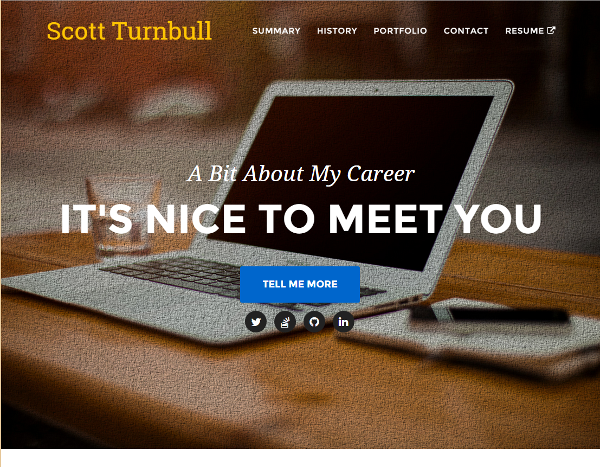 Scott Turnbull
SUMMARY HISTORY PORTFOLIO CONTACT RESUME
A Bit About My Career
IT'S NICE TO MEET YOU
TELL ME MORE